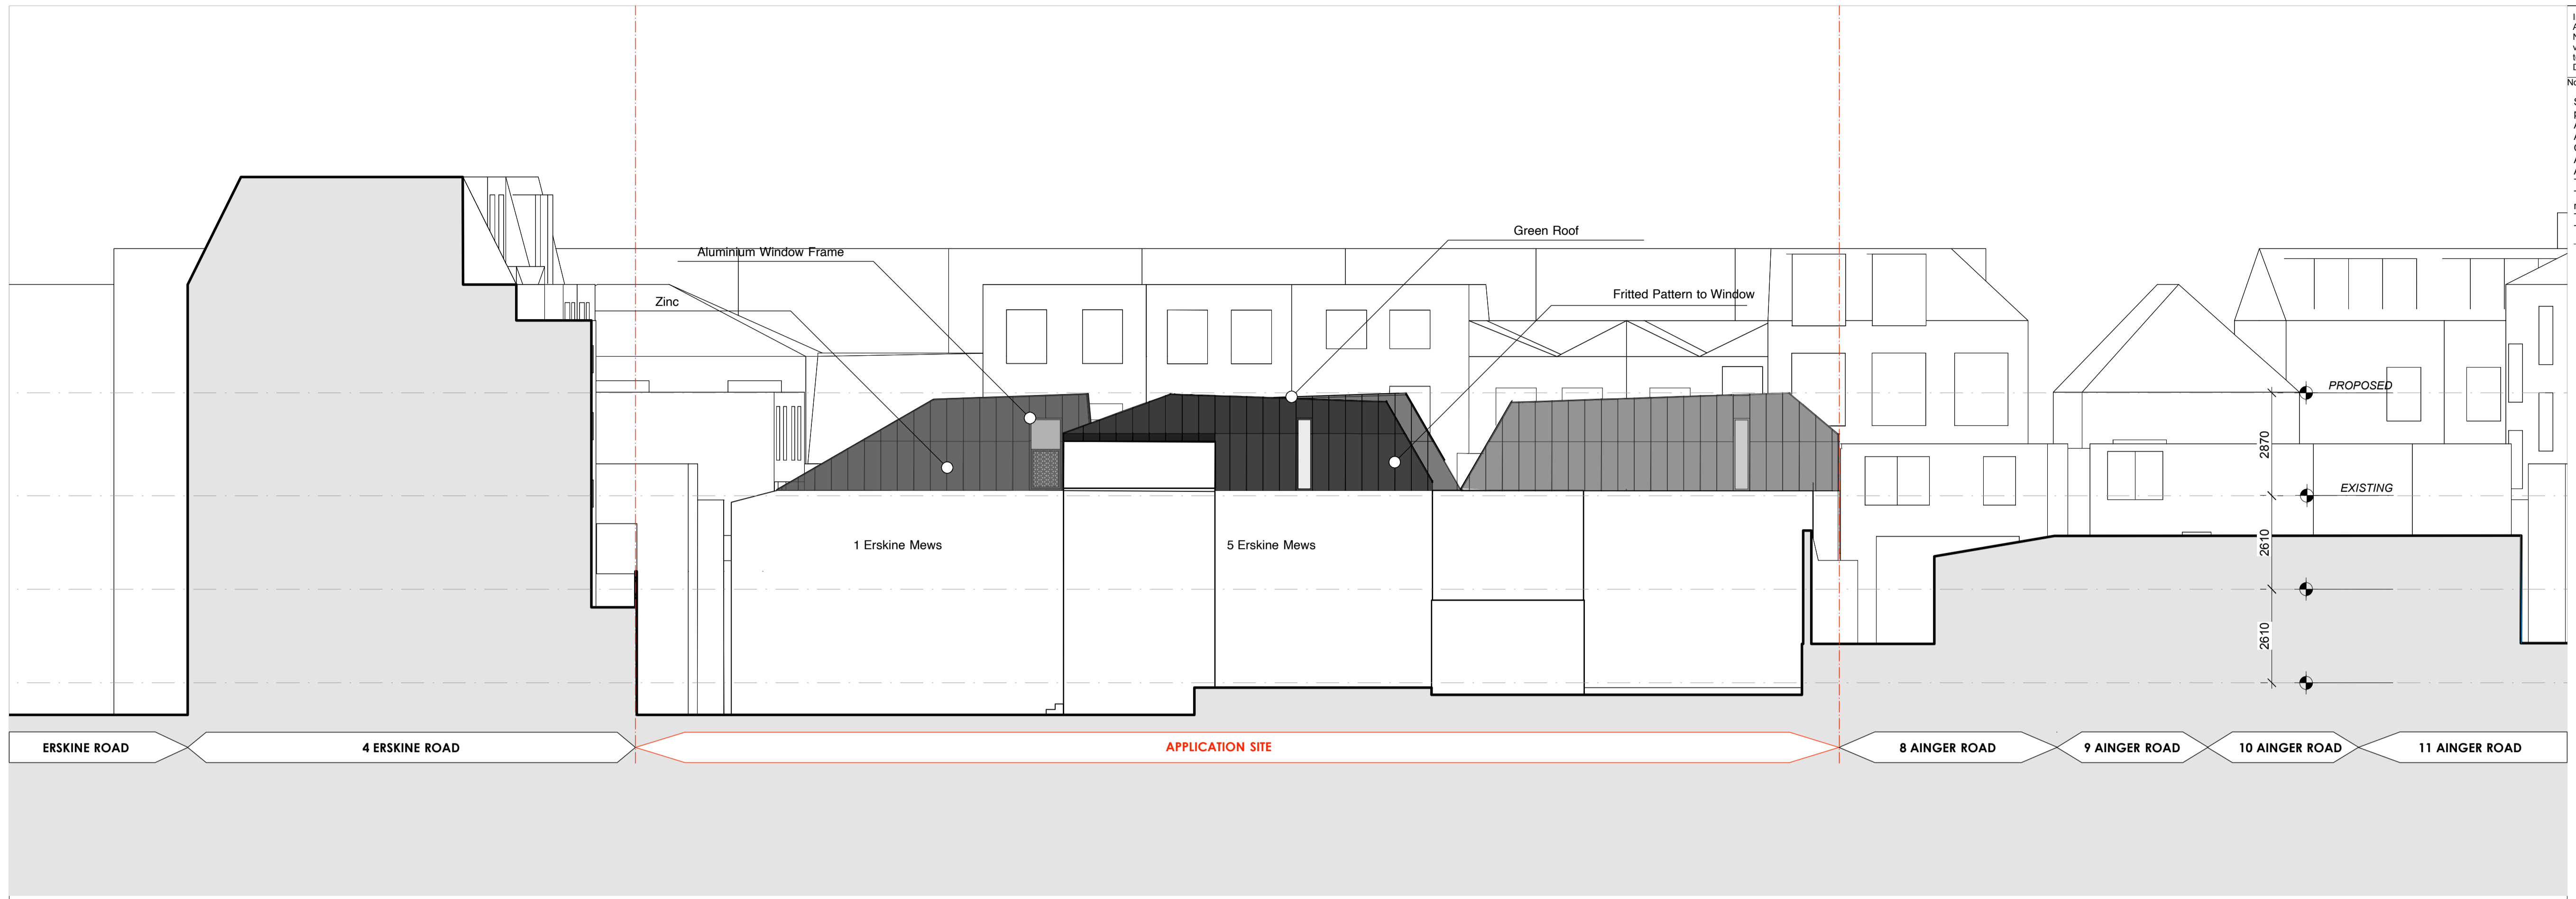 Green Roof
Aluminium Window Frame
Zinc
Fritted Pattern to Window
PROPOSED
2870
EXISTING
1 Erskine Mews
5 Erskine Mews
2610
2610
ERSKINE ROAD
4 ERSKINE ROAD
APPLICATION SITE
8 AINGER ROAD
9 AINGER ROAD
10 AINGER ROAD
11 AINGER ROAD